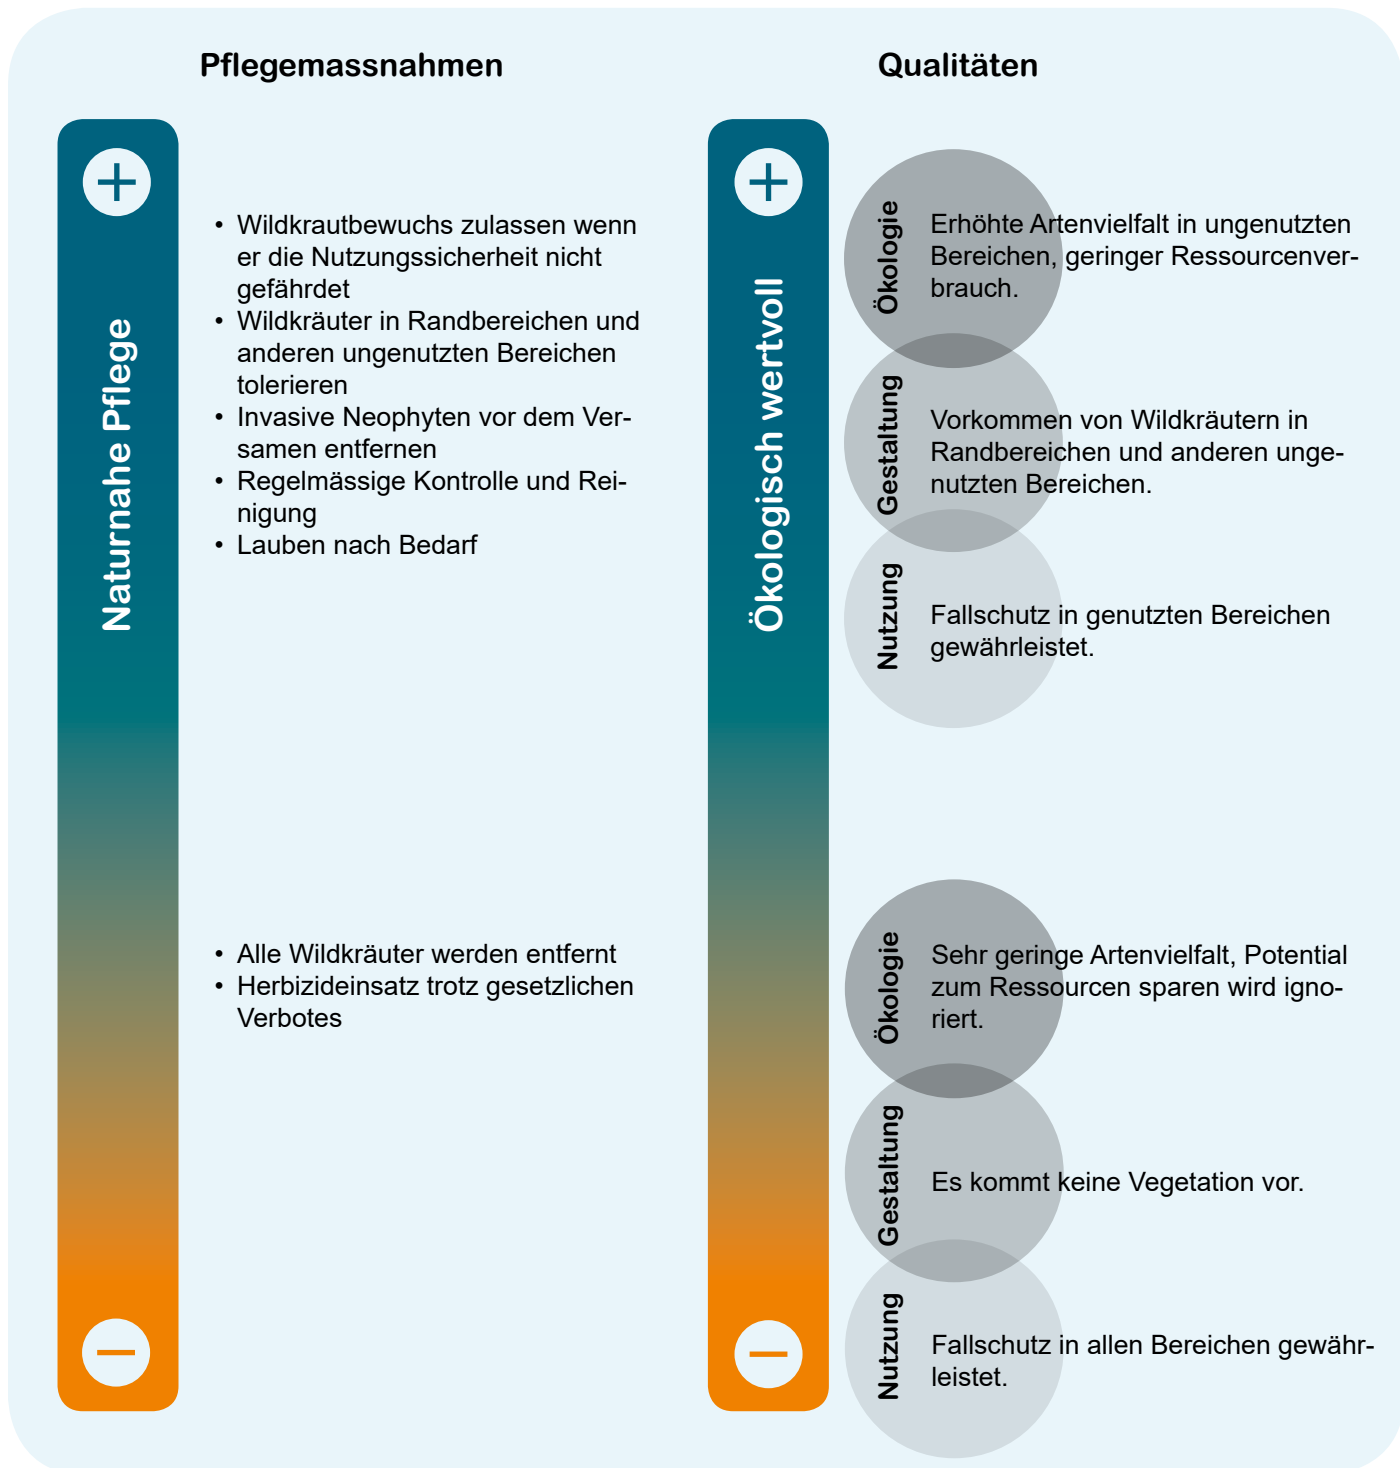 Pflegemassnahmen
Naturnahe Pflege
• Wildkrautbewuchs zulassen wenn
er die Nutzungssicherheit nicht
gefährdet
• Wildkräuter in Randbereichen und
anderen ungenutzten Bereichen
tolerieren
• Invasive Neophyten vor dem Ver-
samen entfernen
• Regelmässige Kontrolle und Rei-
nigung
• Lauben nach Bedarf
• Alle Wildkräuter werden entfernt
• Herbizideinsatz trotz gesetzlichen
Verbotes
Qualitäten
Ökologisch wertvoll
Ökologie
Erhöhte Artenvielfalt in ungenutzten
Bereichen, geringer Ressourcenver-
brauch.
Gestaltung
Vorkommen von Wildkräutern in
Randbereichen und anderen unge-
nutzten Bereichen.
Nutzung
Fallschutz in genutzten Bereichen
gewährleistet.
Ökologie
Sehr geringe Artenvielfalt, Potential
zum Ressourcen sparen wird igno-
riert.
Gestaltung
Es kommt keine Vegetation vor.
Nutzung
Fallschutz in allen Bereichen gewähr-
leistet.